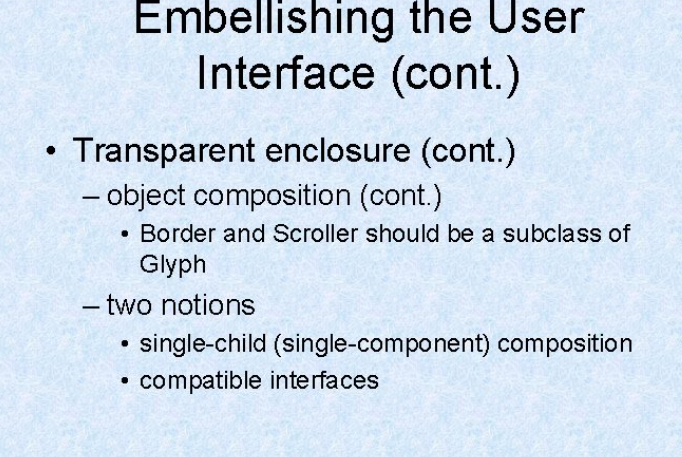 Embellishing the User
Interface (cont.)
• Transparent enclosure (cont.)
– object composition (cont.)
• Border and Scroller should be a subclass of
Glyph
– two notions
• single-child (single-component) composition
• compatible interfaces